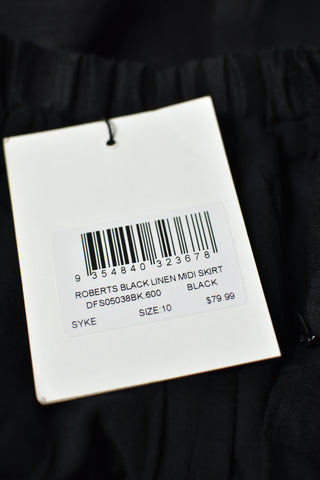 9 354840 323678
ROBERTS BLACK LINEN MIDI SKIRT
DFS05038BK.600 BLACK
SYKE SIZE:10 $79.99